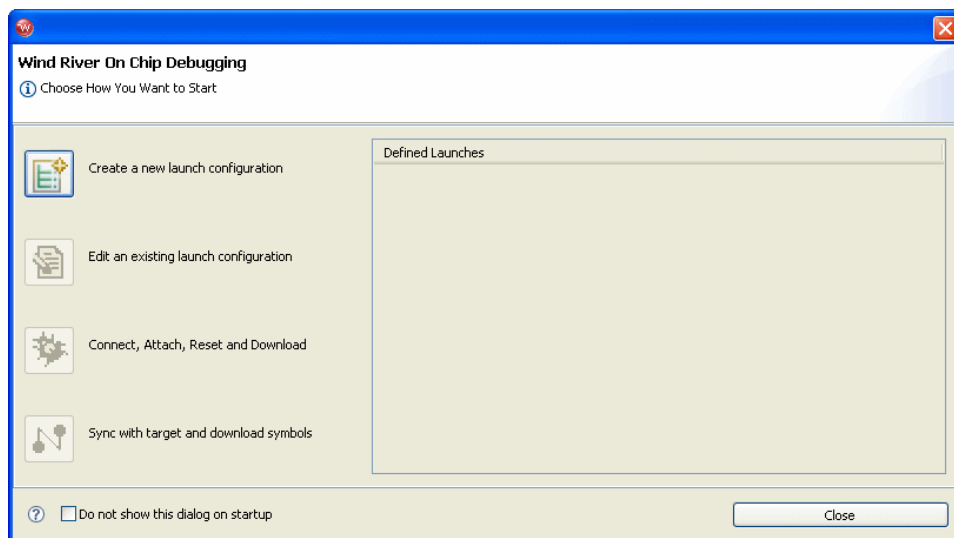 Wind River On Chip Debugging
Choose How You Want to Start
Create a new launch configuration
Edit an existing launch configuration
Connect, Attach, Reset and Download
Sync with target and download symbols
Defined Launches
Do not show this dialog on startup
Close